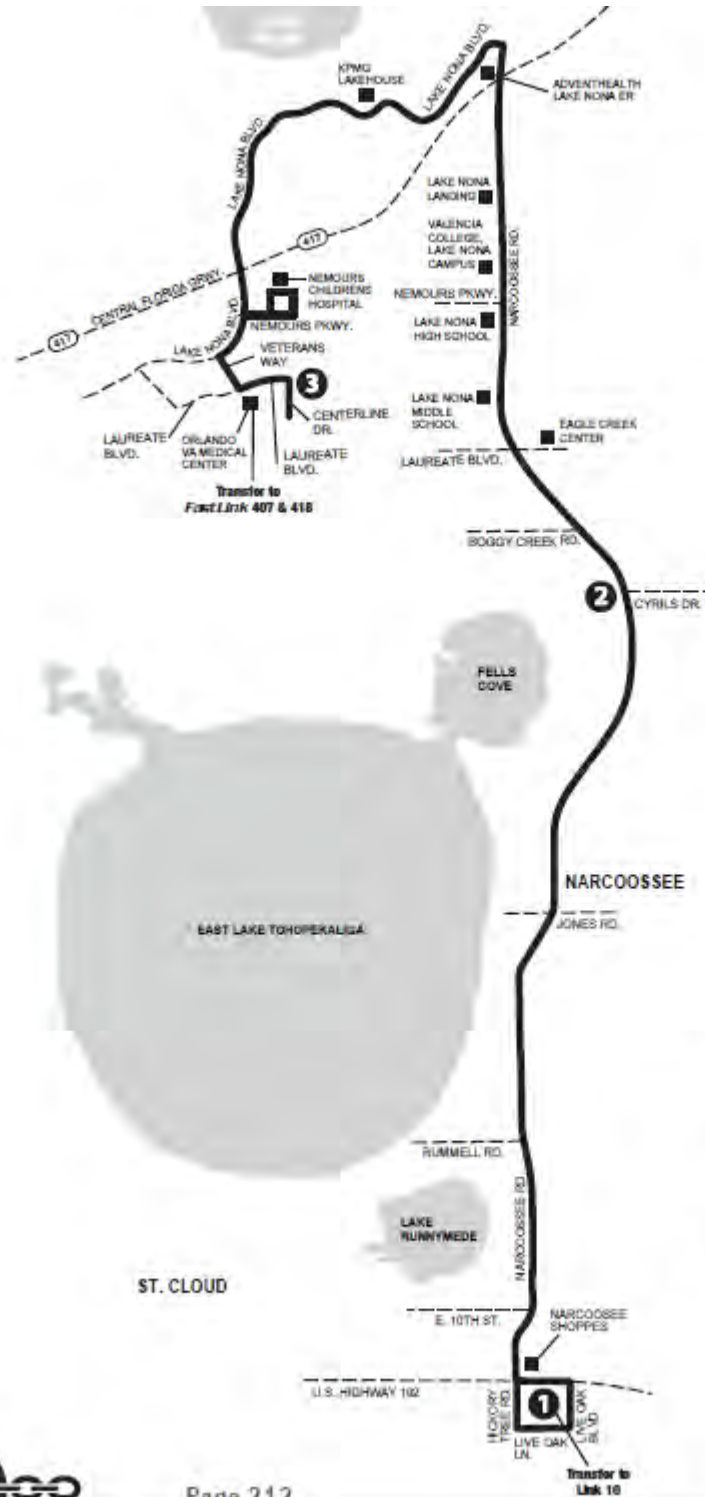 LAKE NONA BLVD.
KPMG
LAKEHOUSE
ADVENTHEALTH
LAKE NONA ER
LAKE NONA BLVD.
LAKE NONA
LANDING
417
VALENCIA
COLLEGE,
LAKE NONA
CAMPUS
NARCOOSSEE RD.
CENTRAL FLORIDA GRWY.
NEMOURS
CHILDRENS
HOSPITAL
NEMOURS PKWY.
417
NEMOURS PKWY.
LAKE NONA
HIGH SCHOOL
LAKE NONA BLVD.
VETERANS
WAY
3
LAKE NONA
MIDDLE
SCHOOL
CENTERLINE
DR.
EAGLE CREEK
CENTER
LAUREATE
BLVD.
ORLANDO
VA MEDICAL
CENTER
LAUREATE
BLVD.
LAUREATE BLVD.
Transfer to
FastLink 407 & 418
BOGGY CREEK RD.
2
CYRILS DR.
FELLS
COVE
NARCOOSSEE
JONES RD.
EAST LAKE TOHOPEKALIGA
RUMMELL RD.
NARCOOSSEE RD.
LAKE
RUNNYMEDE
ST. CLOUD
E. 10TH ST.
NARCOOSEE
SHOPPES
U.S. HIGHWAY 192
HICKORY
TREE RD.
1
LIVE OAK
BLVD
LIVE OAK
LN.
Transfer to
Link 10
Page 212